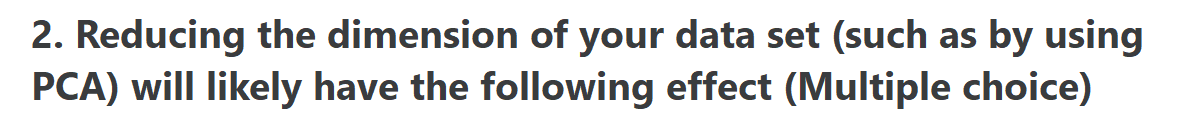 2. Reducing the dimension of your data set (such as by using
PCA) will likely have the following effect (Multiple choice)